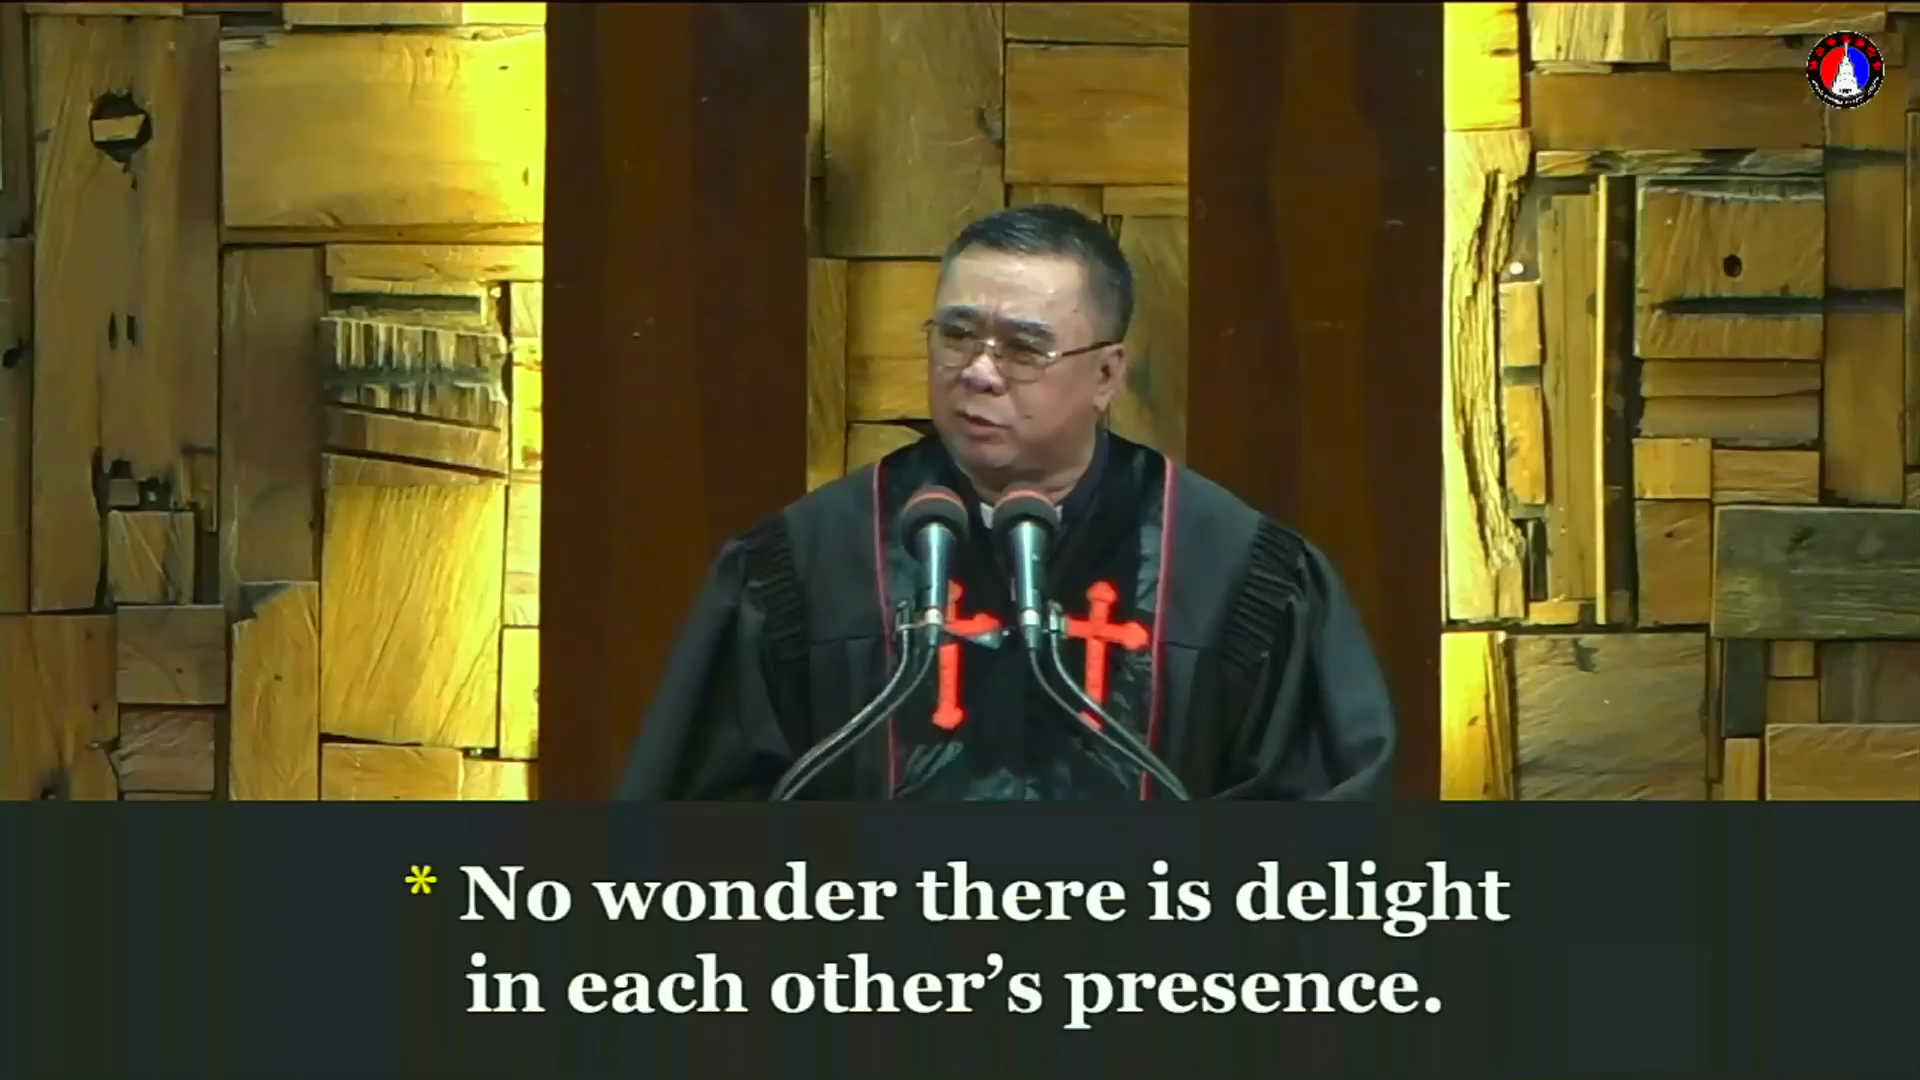 * No wonder there is delight
in each other’s presence.